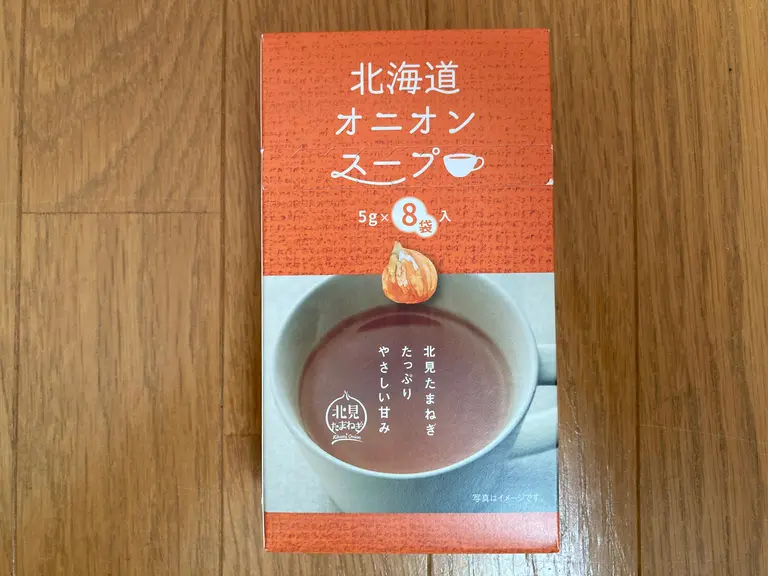 北海道
オニオン
スープ
5g×8袋入
北見たまねぎ
たっぷり
やさしい甘み
北見
たまねぎ
Kitami Onion
写真はイメージです。